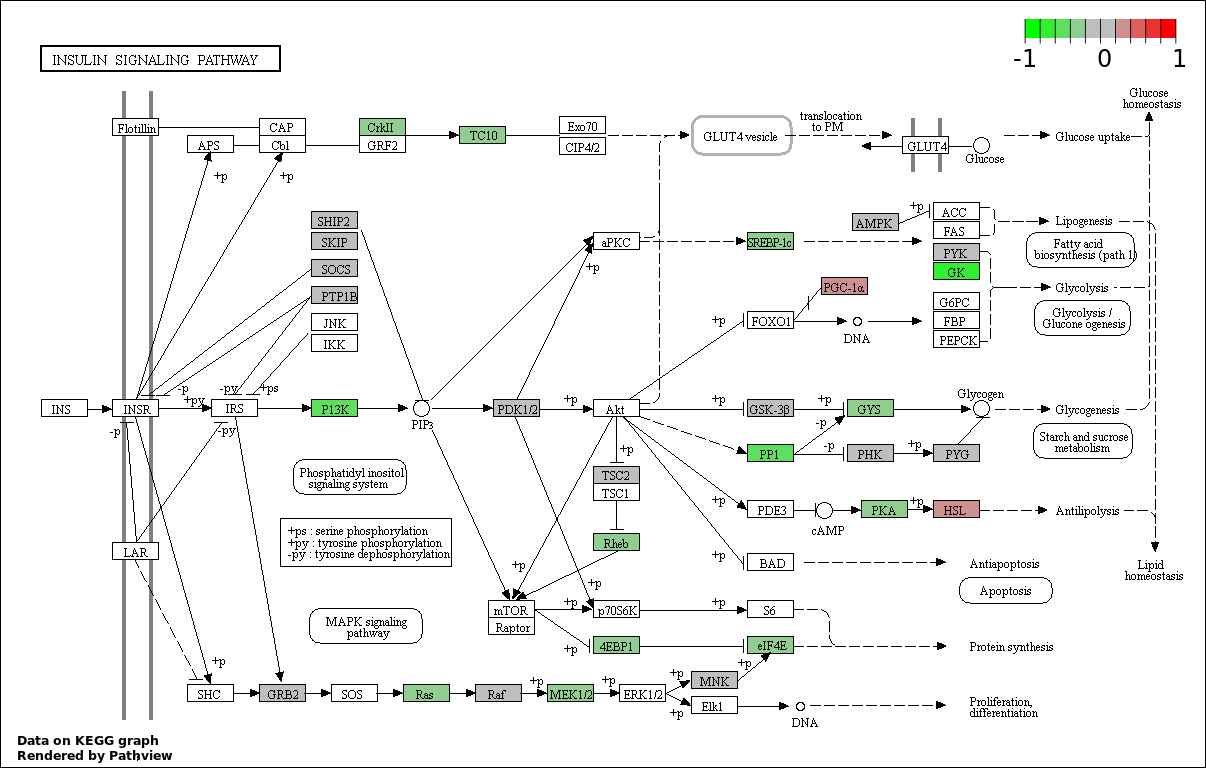 -1 0 1
INSULIN SIGNALING PATHWAY
Glucose
homeostasis
Flotillin
CAP
CrkII
TC10
Exo70
GLUT4 vesicle
translocation
to PM
GLUT4
Glucose
Glucose uptake
APS
Cbl
GRF2
CIP4/2
+p
+p
SHIP2
SKIP
SOCS
PTP1B
JNK
IKK
aPKC
+p
SREBP-1c
AMPK
+p
ACC
FAS
PYK
GK
G6PC
FBP
PEPCK
Lipogenesis
Fatty acid
biosynthesis (path 1)
Glycolysis
Glycolysis /
Glucone ogenesis
PGC-1α
+p
FOXO1
DNA
-p
+py
-py
+ps
INS
INSR
IRS
P13K
PIP3
PDK1/2
+p
Akt
+p
GSK-3β
+p
GYS
Glycogen
Glycogenesis
-p
-py
-p
-p
PP1
PHK
+p
PYG
Starch and sucrose
metabolism
+p
TSC2
TSC1
Phosphatidyl inositol
signaling system
+p
PDE3
cAMP
PKA
+p
HSL
Antilipolysis
+ps : serine phosphorylation
+py : tyrosine phosphorylation
-py : tyrosine dephosphorylation
Rheb
LAR
+p
+p
BAD
Antiapoptosis
Apoptosis
Lipid
homeostasis
+p
mTOR
Raptor
+p
p70S6K
+p
S6
MAPK signaling
pathway
+p
4EBP1
eIF4E
Protein synthesis
+p
+p
SHC
GRB2
SOS
Ras
Raf
+p
MEK1/2
+p
ERK1/2
+p
MNK
+p
Elk1
DNA
Proliferation,
differentiation
Data on KEGG graph
Rendered by Pathview